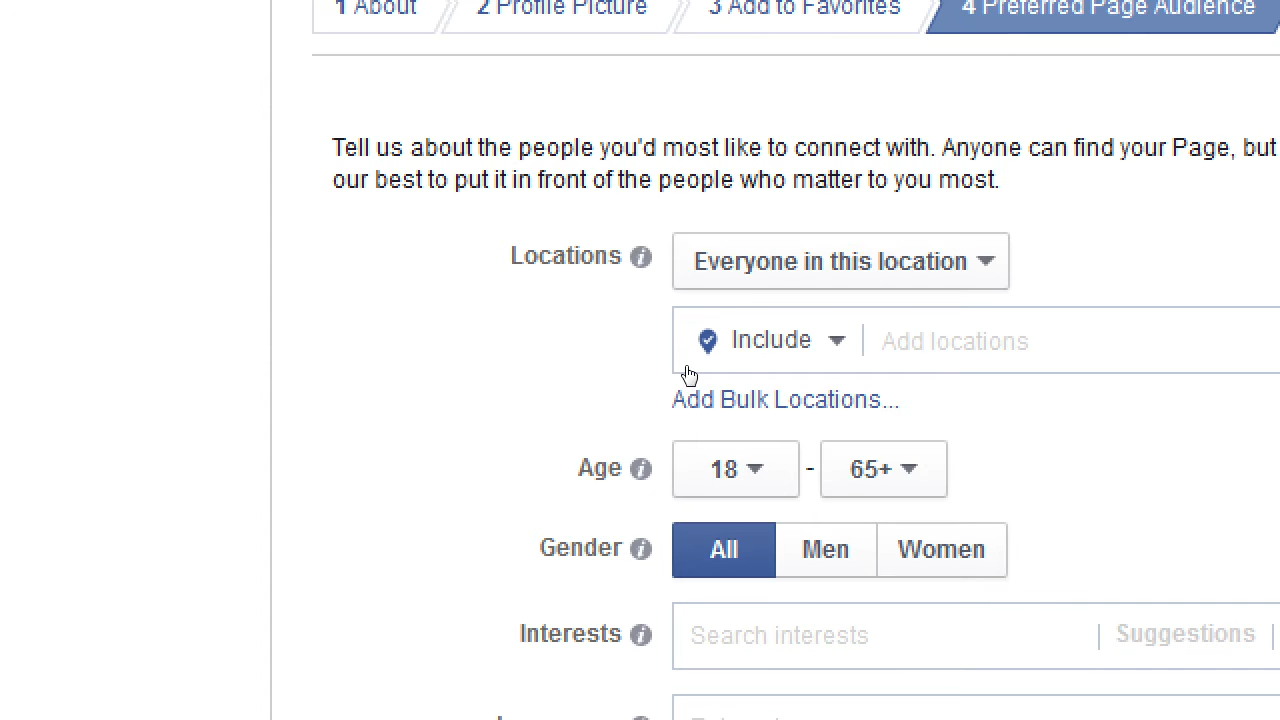 1 About 2 Profile Picture 3 Add to Favorites 4 Preferred Page Audience
Tell us about the people you'd most like to connect with. Anyone can find your Page, but
our best to put it in front of the people who matter to you most.
Locations Everyone in this location
Include Add locations
Add Bulk Locations...
Age 18 - 65+
Gender All Men Women
Interests Search interests Suggestions